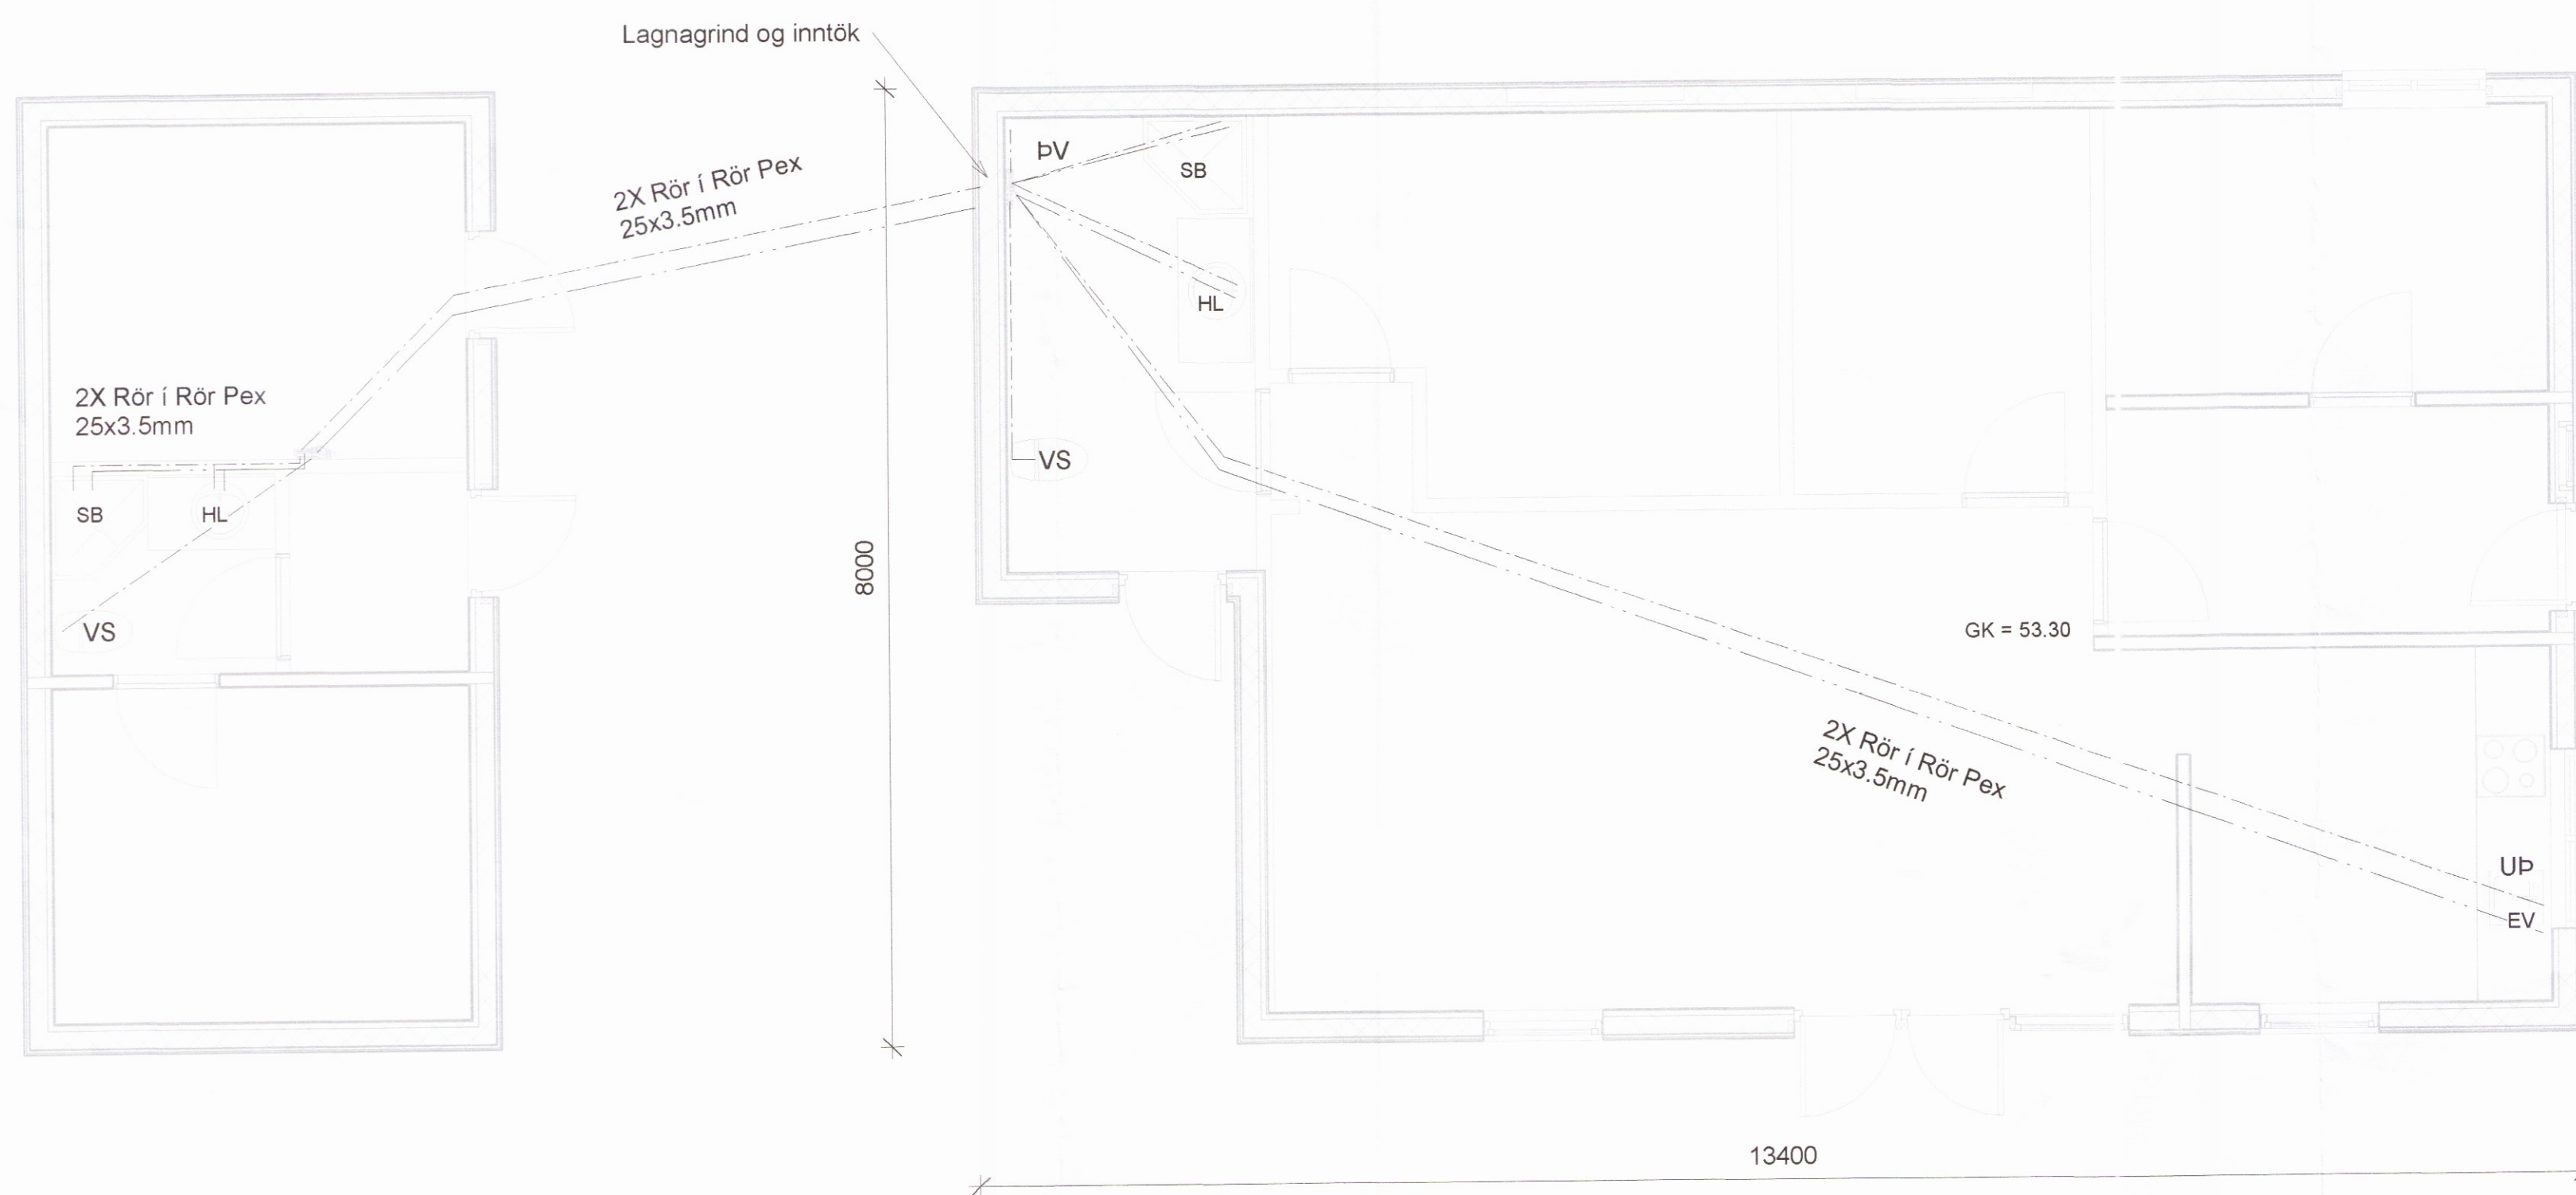 Lagnagrind og inntök
2X Rör í Rör Pex
25x3.5mm
ÞV
SB
HL
2X Rör í Rör Pex
25x3.5mm
VS
SB
HL
VS
8000
GK = 53.30
2X Rör í Rör Pex
25x3.5mm
UÞ
EV
13400